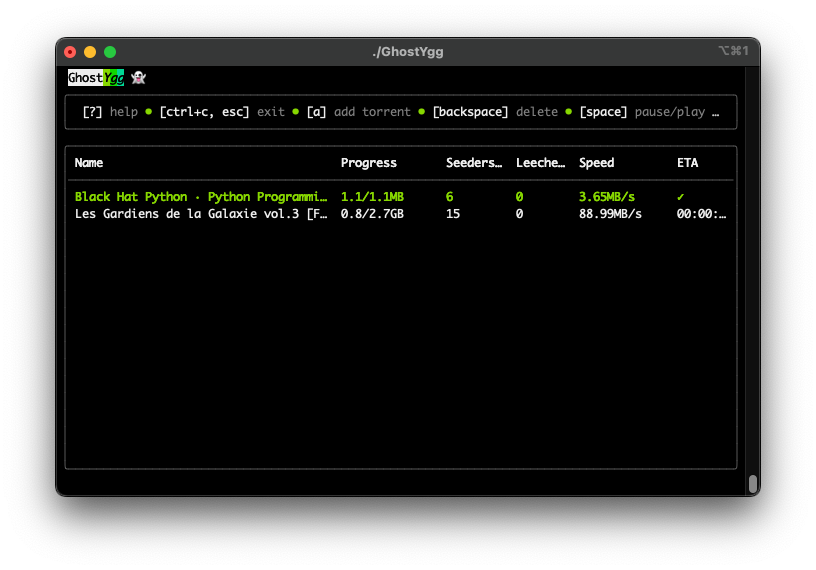 ./GhostYgg
⌥⌘1
GhostYgg 👻
[?] help • [ctrl+c, esc] exit • [a] add torrent • [backspace] delete • [space] pause/play …
Name Progress Seeders… Leeche… Speed ETA
Black Hat Python · Python Programmi… 1.1/1.1MB 6 0 3.65MB/s ✓
Les Gardiens de la Galaxie vol.3 [F… 0.8/2.7GB 15 0 88.99MB/s 00:00:…